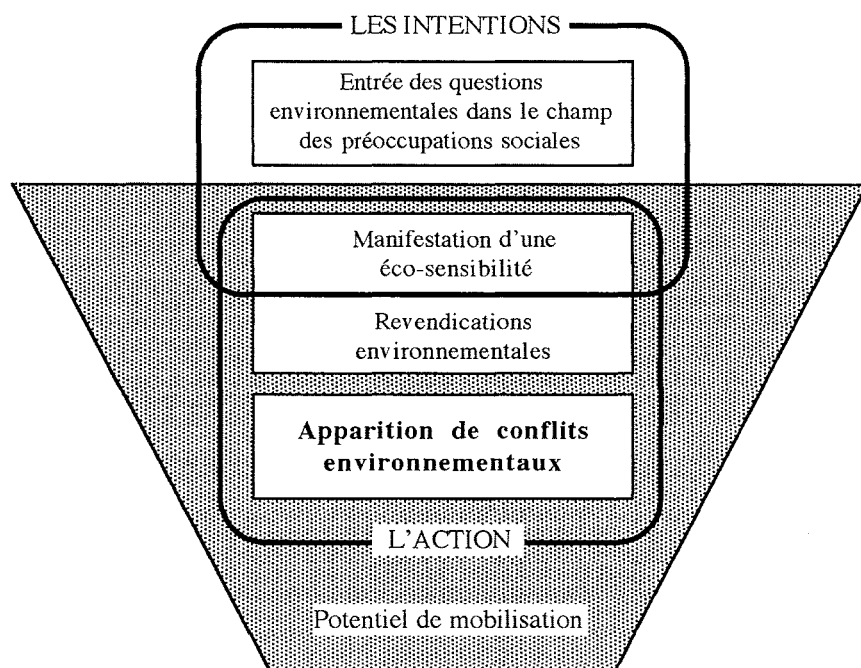 LES INTENTIONS
Entrée des questions
environnementales dans le champ
des préoccupations sociales
Manifestation d'une
éco-sensibilité
Revendications
environnementales
Apparition de conflits
environnementaux
L'ACTION
Potentiel de mobilisation